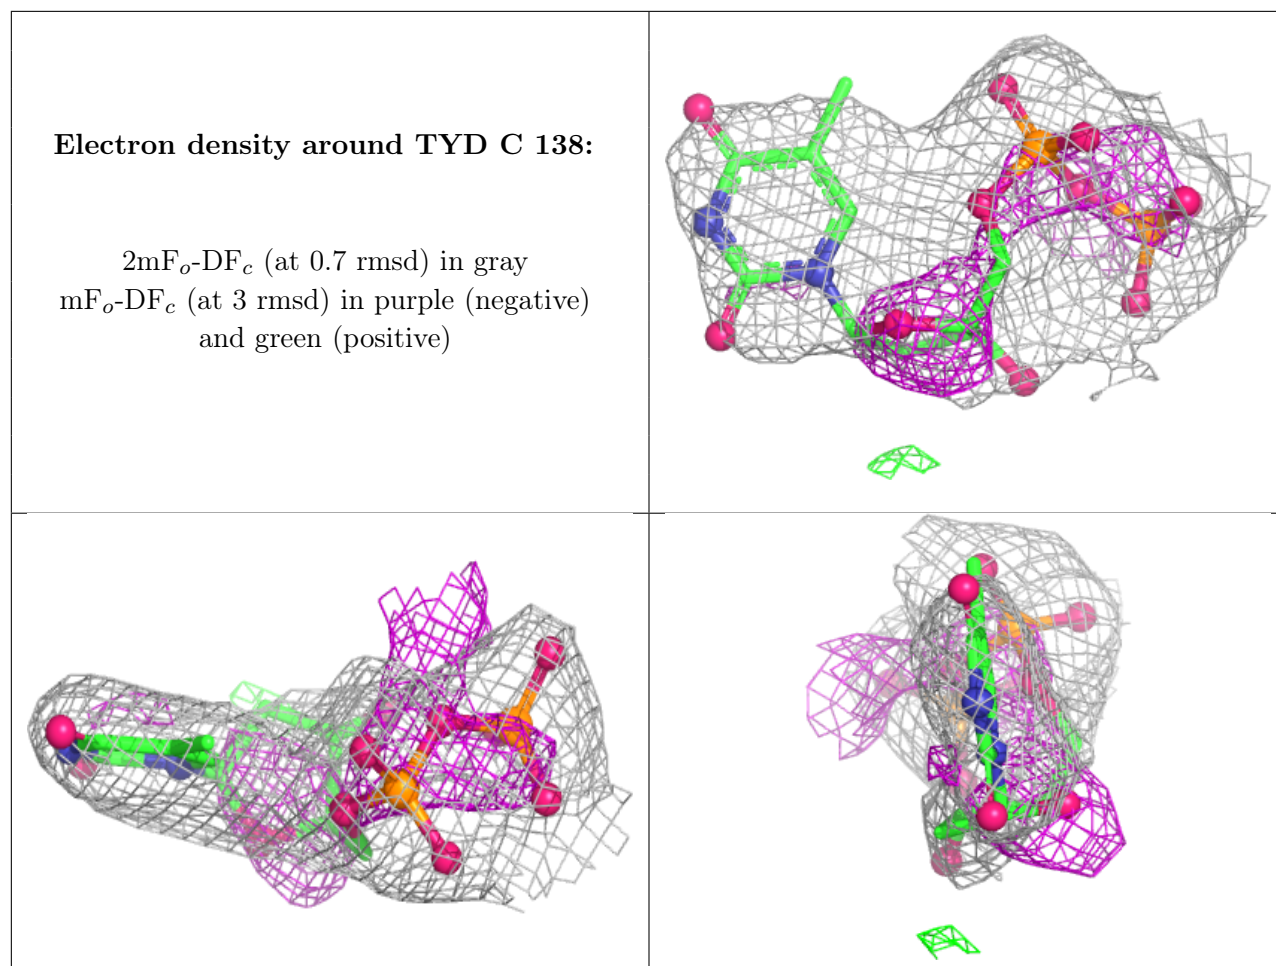 Electron density around TYD C 138:
2mFo-DFc (at 0.7 rmsd) in gray
mFo-DFc (at 3 rmsd) in purple (negative)
and green (positive)